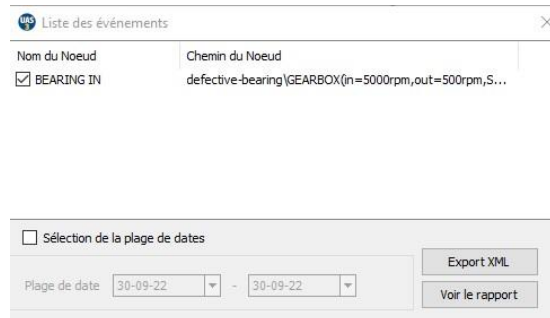 UAS 3 Liste des événements
Nom du Noeud Chemin du Noeud
BEARING IN defective-bearing\GEARBOX(in=5000rpm,out=500rpm,S...
Sélection de la plage de dates
Export XML
Plage de date 30-09-22 - 30-09-22
Voir le rapport